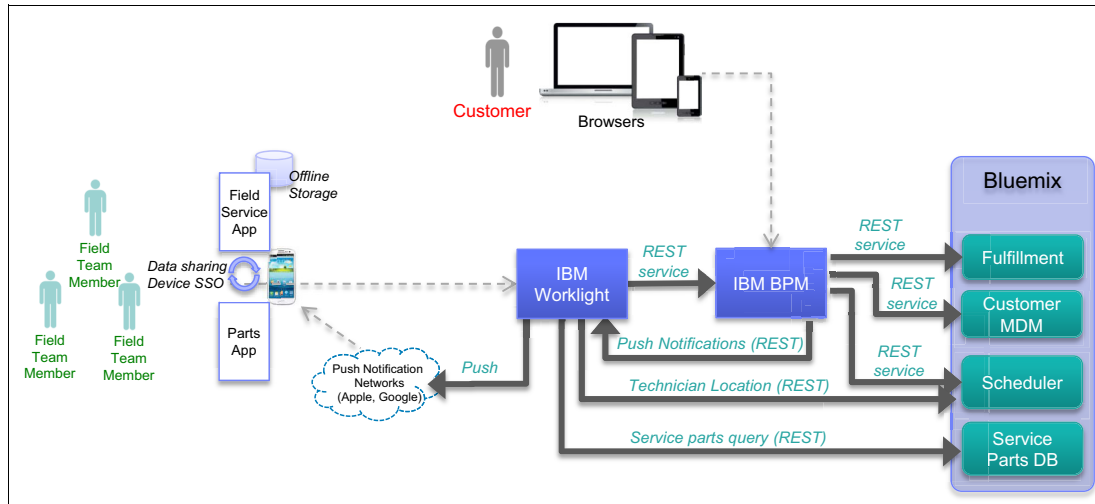 Customer
Browsers
Offline
Storage
Field
Service
App
Field
Team
Member
Data sharing
Device SSO
Field
Team
Member
Field
Team
Member
Parts
App
Push Notification
Networks
(Apple, Google)
Push
IBM
Worklight
REST
service
IBM BPM
Push Notifications (REST)
Technician Location (REST)
Service parts query (REST)
REST
service
REST
service
REST
service
Bluemix
Fulfillment
Customer
MDM
Scheduler
Service
Parts DB